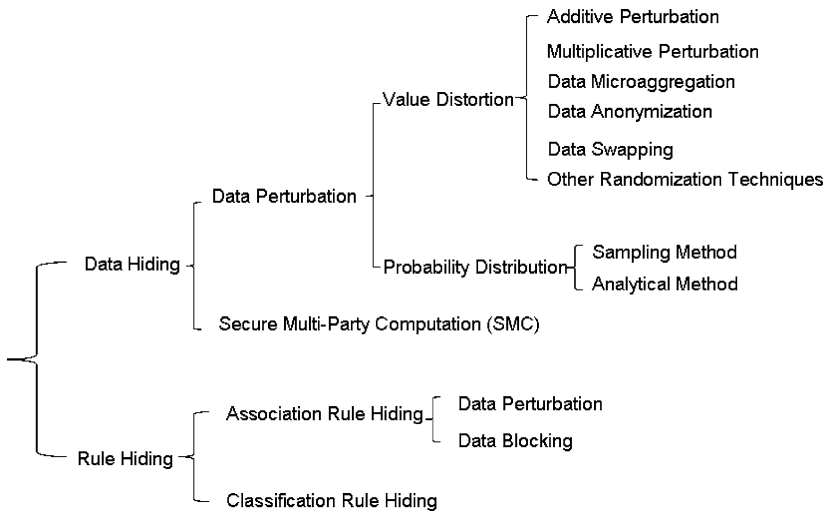 Additive Perturbation
Multiplicative Perturbation
Data Microaggregation
Value Distortion
Data Anonymization
Data Swapping
Other Randomization Techniques
Data Perturbation
Sampling Method
Data Hiding
Probability Distribution
Analytical Method
Secure Multi-Party Computation (SMC)
Data Perturbation
Association Rule Hiding
Data Blocking
Rule Hiding
Classification Rule Hiding